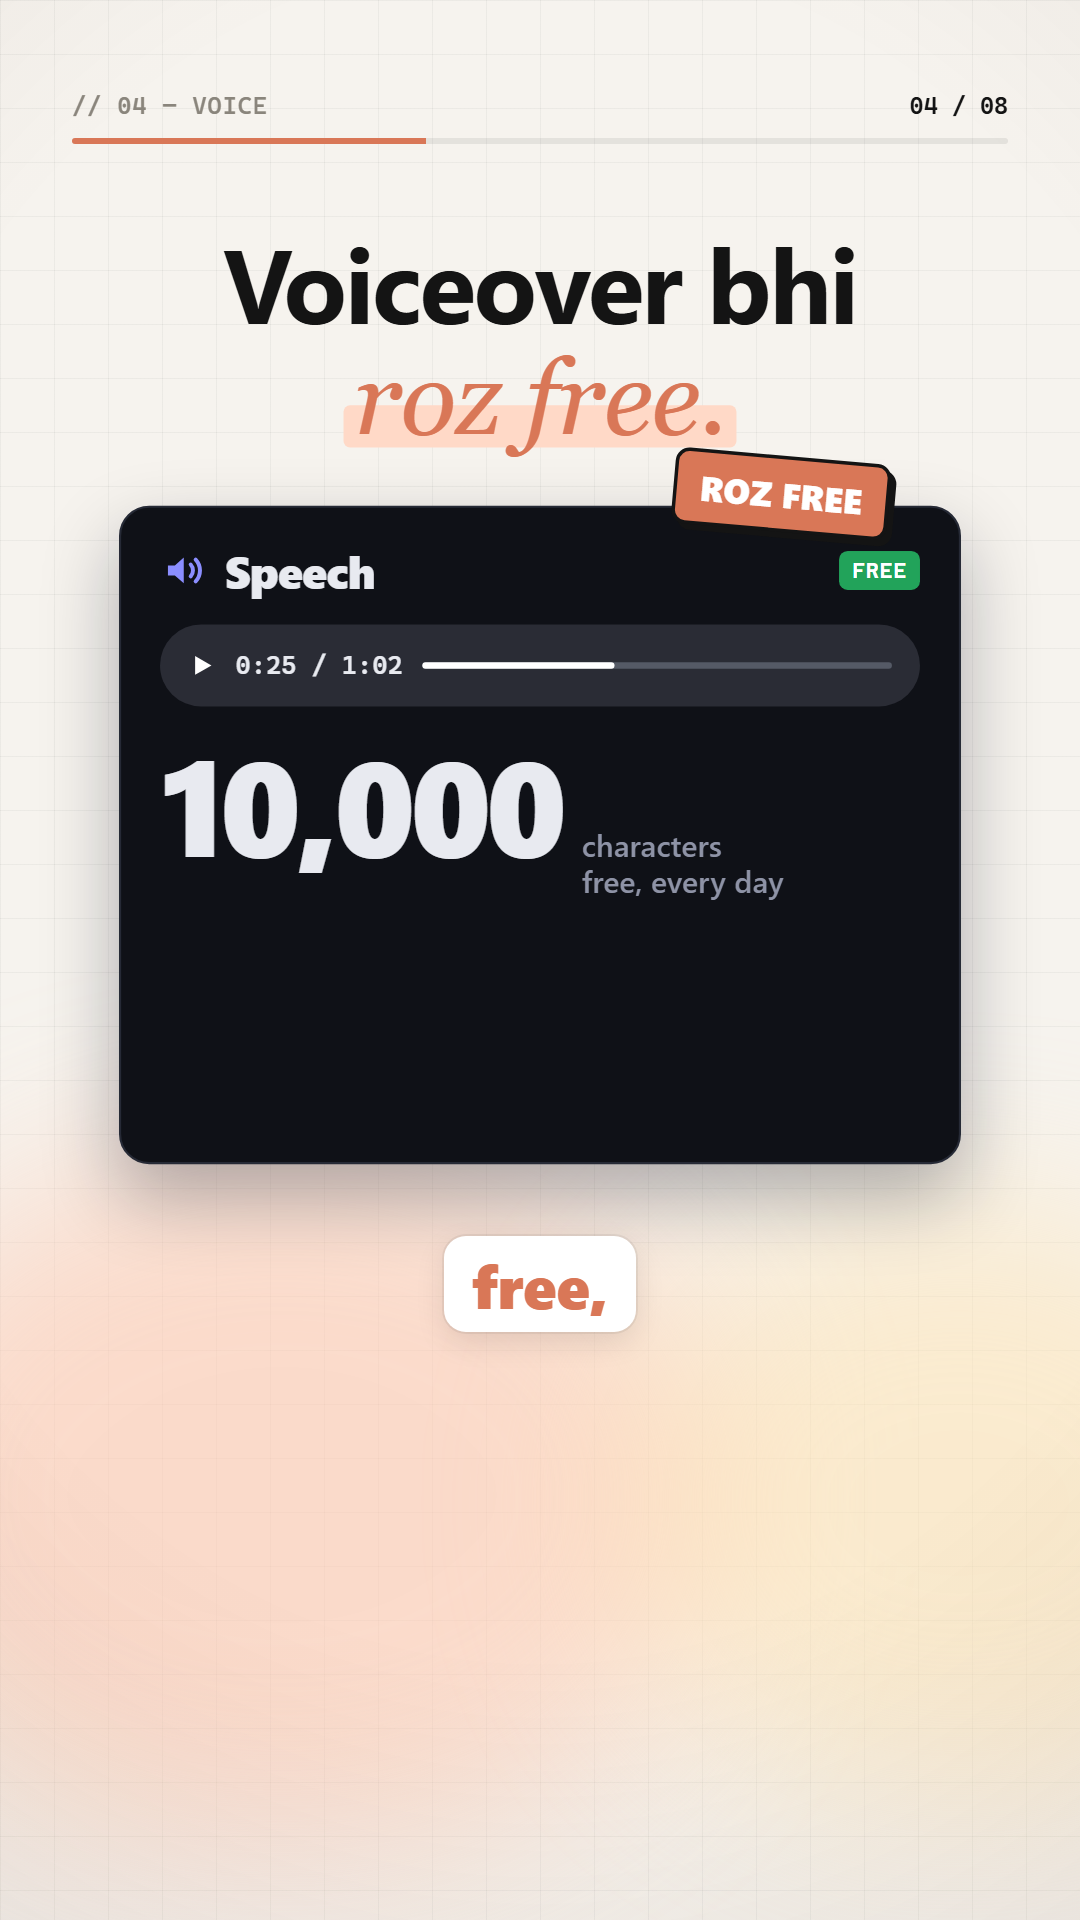 // 04 — VOICE
04 / 08
Voiceover bhi
roz free.
ROZ FREE
Speech
FREE
0:25 / 1:02
10,000
characters
free, every day
free,